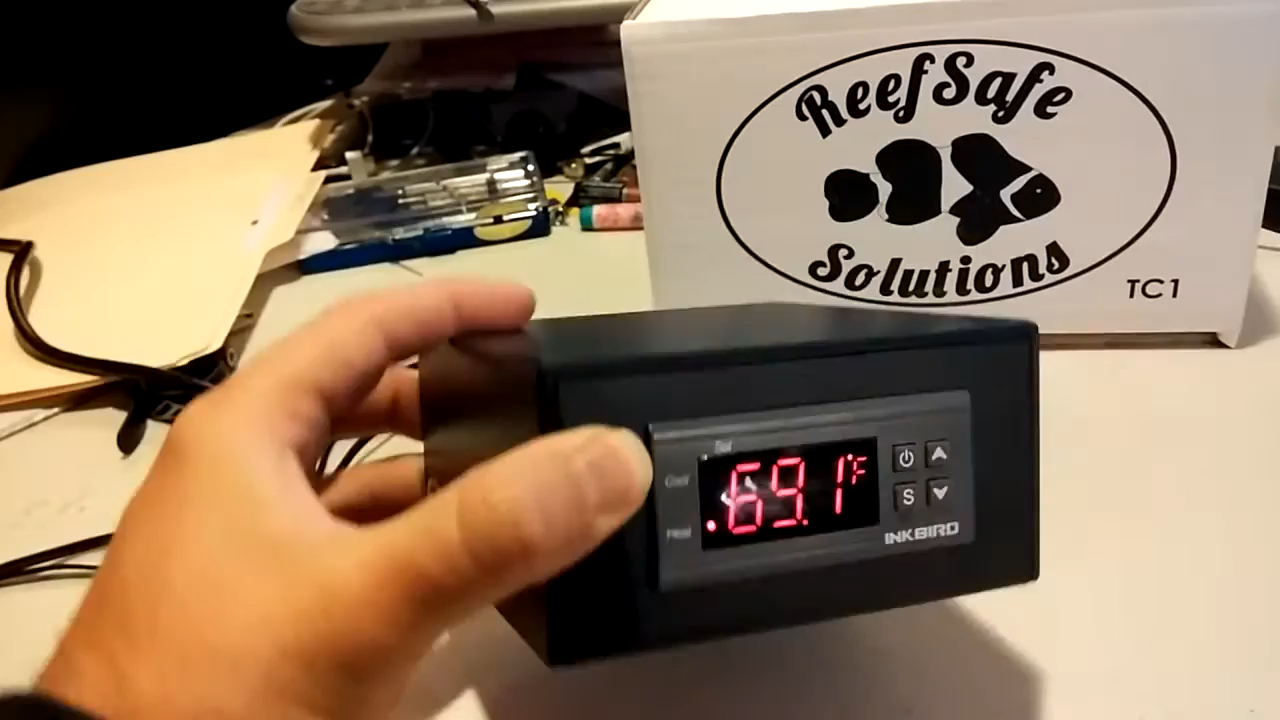 ReefSafe
Solutions
TC1
Set
Cool
69.1°F
Heat
S
INKBIRD